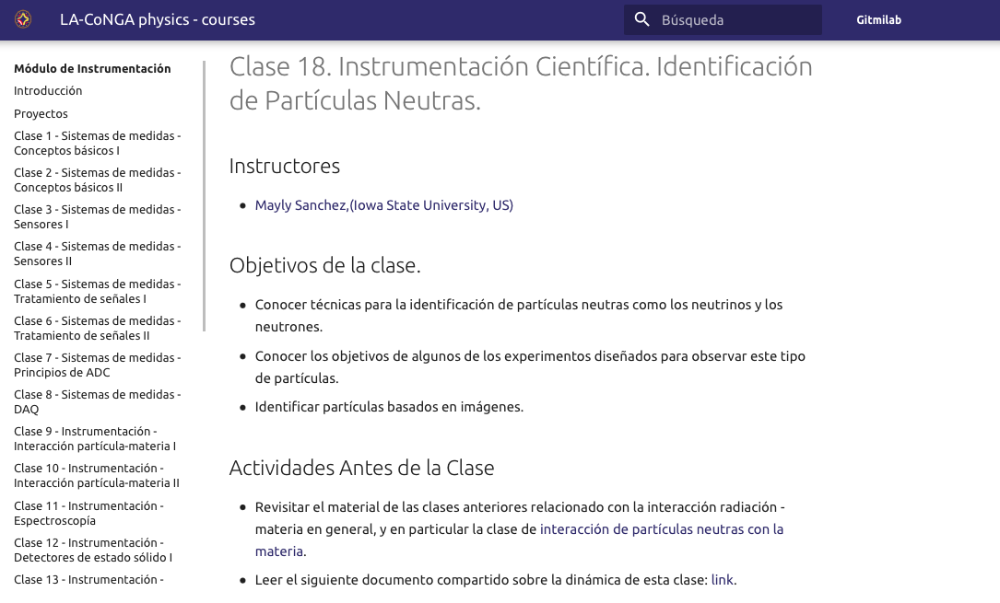 LA-CoNGA physics - courses
Búsqueda
Gitmilab
Módulo de Instrumentación
Introducción
Proyectos
Clase 1 - Sistemas de medidas -
Conceptos básicos I
Clase 2 - Sistemas de medidas -
Conceptos básicos II
Clase 3 - Sistemas de medidas -
Sensores I
Clase 4 - Sistemas de medidas -
Sensores II
Clase 5 - Sistemas de medidas -
Tratamiento de señales I
Clase 6 - Sistemas de medidas -
Tratamiento de señales II
Clase 7 - Sistemas de medidas -
Principios de ADC
Clase 8 - Sistemas de medidas -
DAQ
Clase 9 - Instrumentación -
Interacción partícula-materia I
Clase 10 - Instrumentación -
Interacción partícula-materia II
Clase 11 - Instrumentación -
Espectroscopía
Clase 12 - Instrumentación -
Detectores de estado sólido I
Clase 13 - Instrumentación -
Clase 18. Instrumentación Científica. Identificación
de Partículas Neutras.
Instructores
• Mayly Sanchez,(Iowa State University, US)
Objetivos de la clase.
• Conocer técnicas para la identificación de partículas neutras como los neutrinos y los
neutrones.
• Conocer los objetivos de algunos de los experimentos diseñados para observar este tipo
de partículas.
• Identificar partículas basados en imágenes.
Actividades Antes de la Clase
• Revisitar el material de las clases anteriores relacionado con la interacción radiación -
materia en general, y en particular la clase de interacción de partículas neutras con la
materia.
• Leer el siguiente documento compartido sobre la dinámica de esta clase: link.